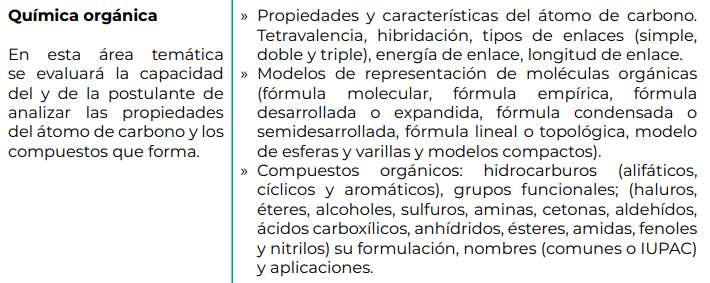 Química orgánica
En esta área temática
se evaluará la capacidad
del y de la postulante de
analizar las propiedades
del átomo de carbono y los
compuestos que forma.
» Propiedades y características del átomo de carbono.
Tetravalencia, hibridación, tipos de enlaces (simple,
doble y triple), energía de enlace, longitud de enlace.
» Modelos de representación de moléculas orgánicas
(fórmula molecular, fórmula empírica, fórmula
desarrollada o expandida, fórmula condensada o
semidesarrollada, fórmula lineal o topológica, modelo
de esferas y varillas y modelos compactos).
» Compuestos orgánicos: hidrocarburos (alifáticos,
cíclicos y aromáticos), grupos funcionales; (haluros,
éteres, alcoholes, sulfuros, aminas, cetonas, aldehídos,
ácidos carboxílicos, anhídridos, ésteres, amidas, fenoles
y nitrilos) su formulación, nombres (comunes o IUPAC)
y aplicaciones.